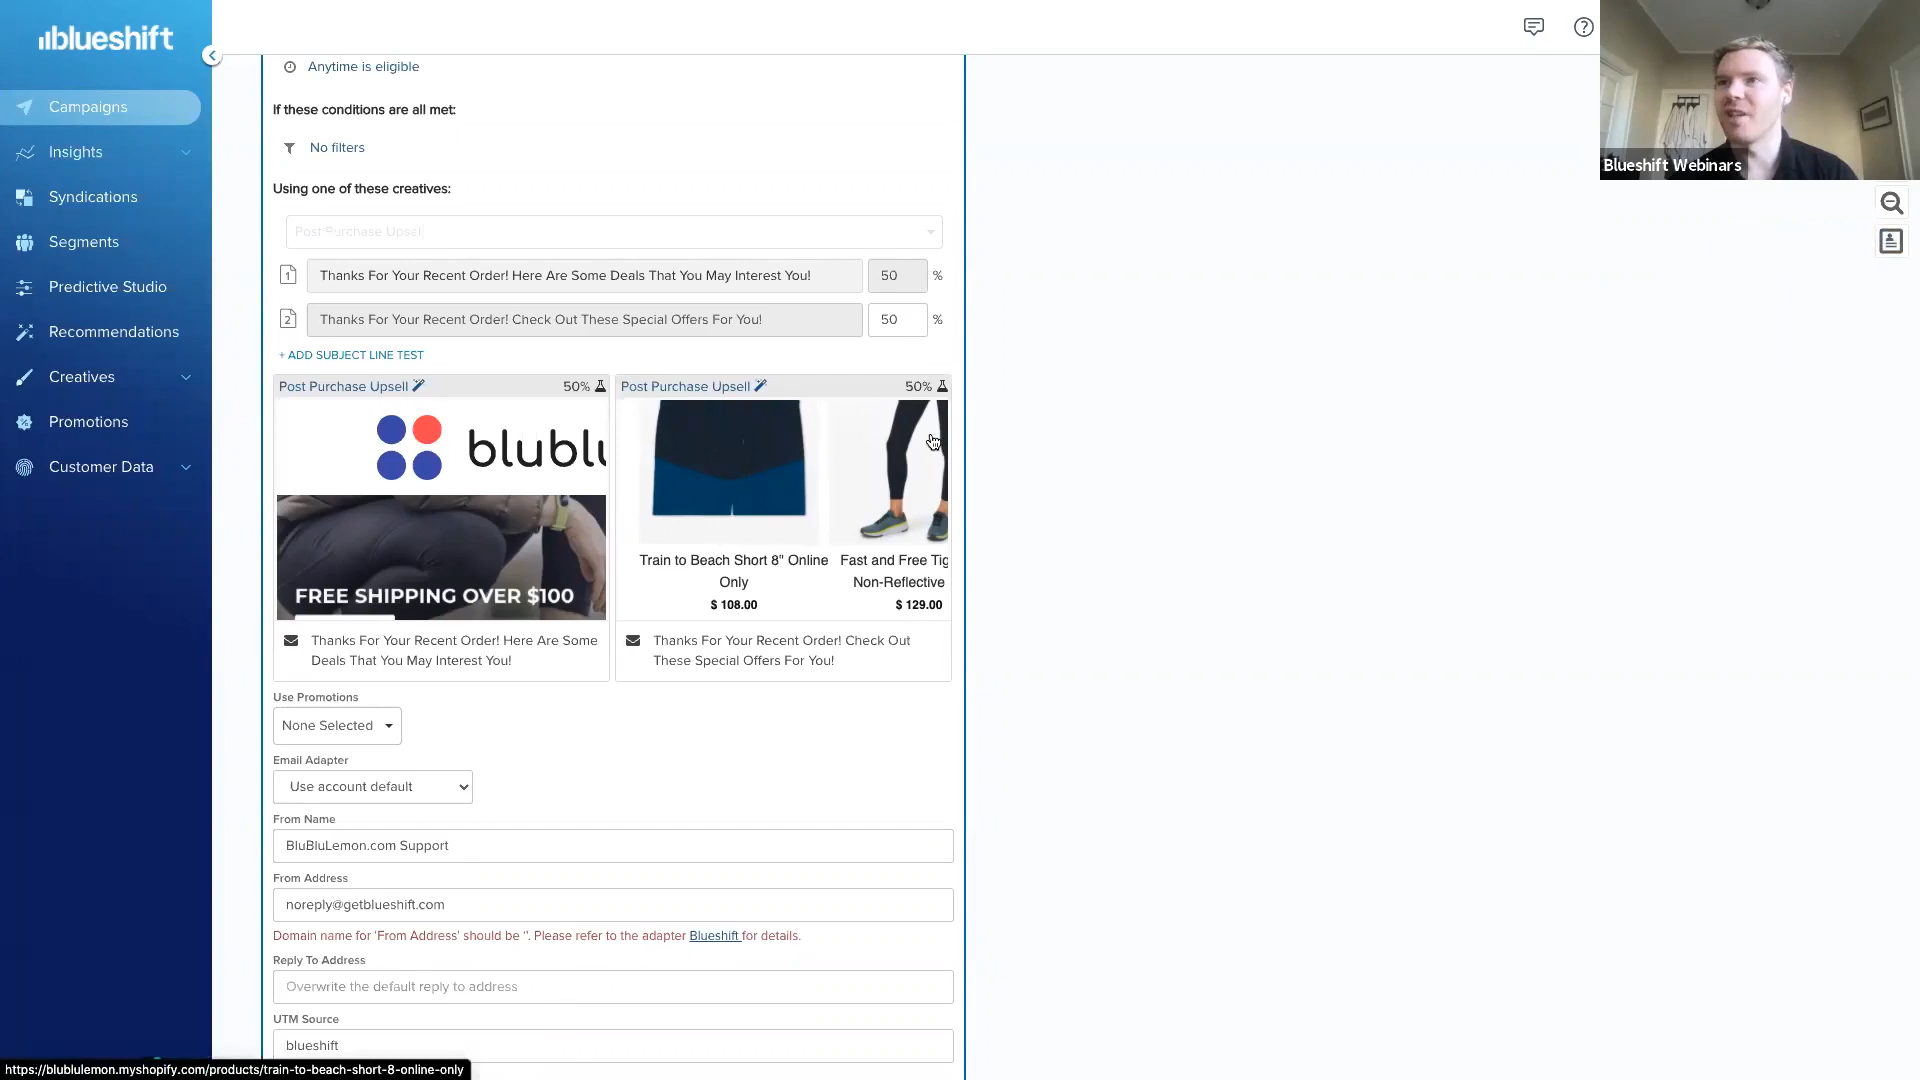 blueshift
Campaigns
Insights
Syndications
Segments
Predictive Studio
Recommendations
Creatives
Promotions
Customer Data
Anytime is eligible
If these conditions are all met:
No filters
Using one of these creatives:
Post Purchase Upsel
1 Thanks For Your Recent Order! Here Are Some Deals That You May Interest You! 50 %
2 Thanks For Your Recent Order! Check Out These Special Offers For You! 50 %
+ ADD SUBJECT LINE TEST
Post Purchase Upsell 50%
Post Purchase Upsell 50%
blublu
FREE SHIPPING OVER $100
Train to Beach Short 8" Online
Only
$ 108.00
Fast and Free Tig
Non-Reflective
$ 129.00
Thanks For Your Recent Order! Here Are Some
Deals That You May Interest You!
Thanks For Your Recent Order! Check Out
These Special Offers For You!
Use Promotions
None Selected
Email Adapter
Use account default
From Name
BluBluLemon.com Support
From Address
noreply@getblueshift.com
Domain name for 'From Address' should be ''. Please refer to the adapter Blueshift for details.
Reply To Address
Overwrite the default reply to address
UTM Source
blueshift
https://blublulemon.myshopify.com/products/train-to-beach-short-8-online-only
Blueshift Webinars